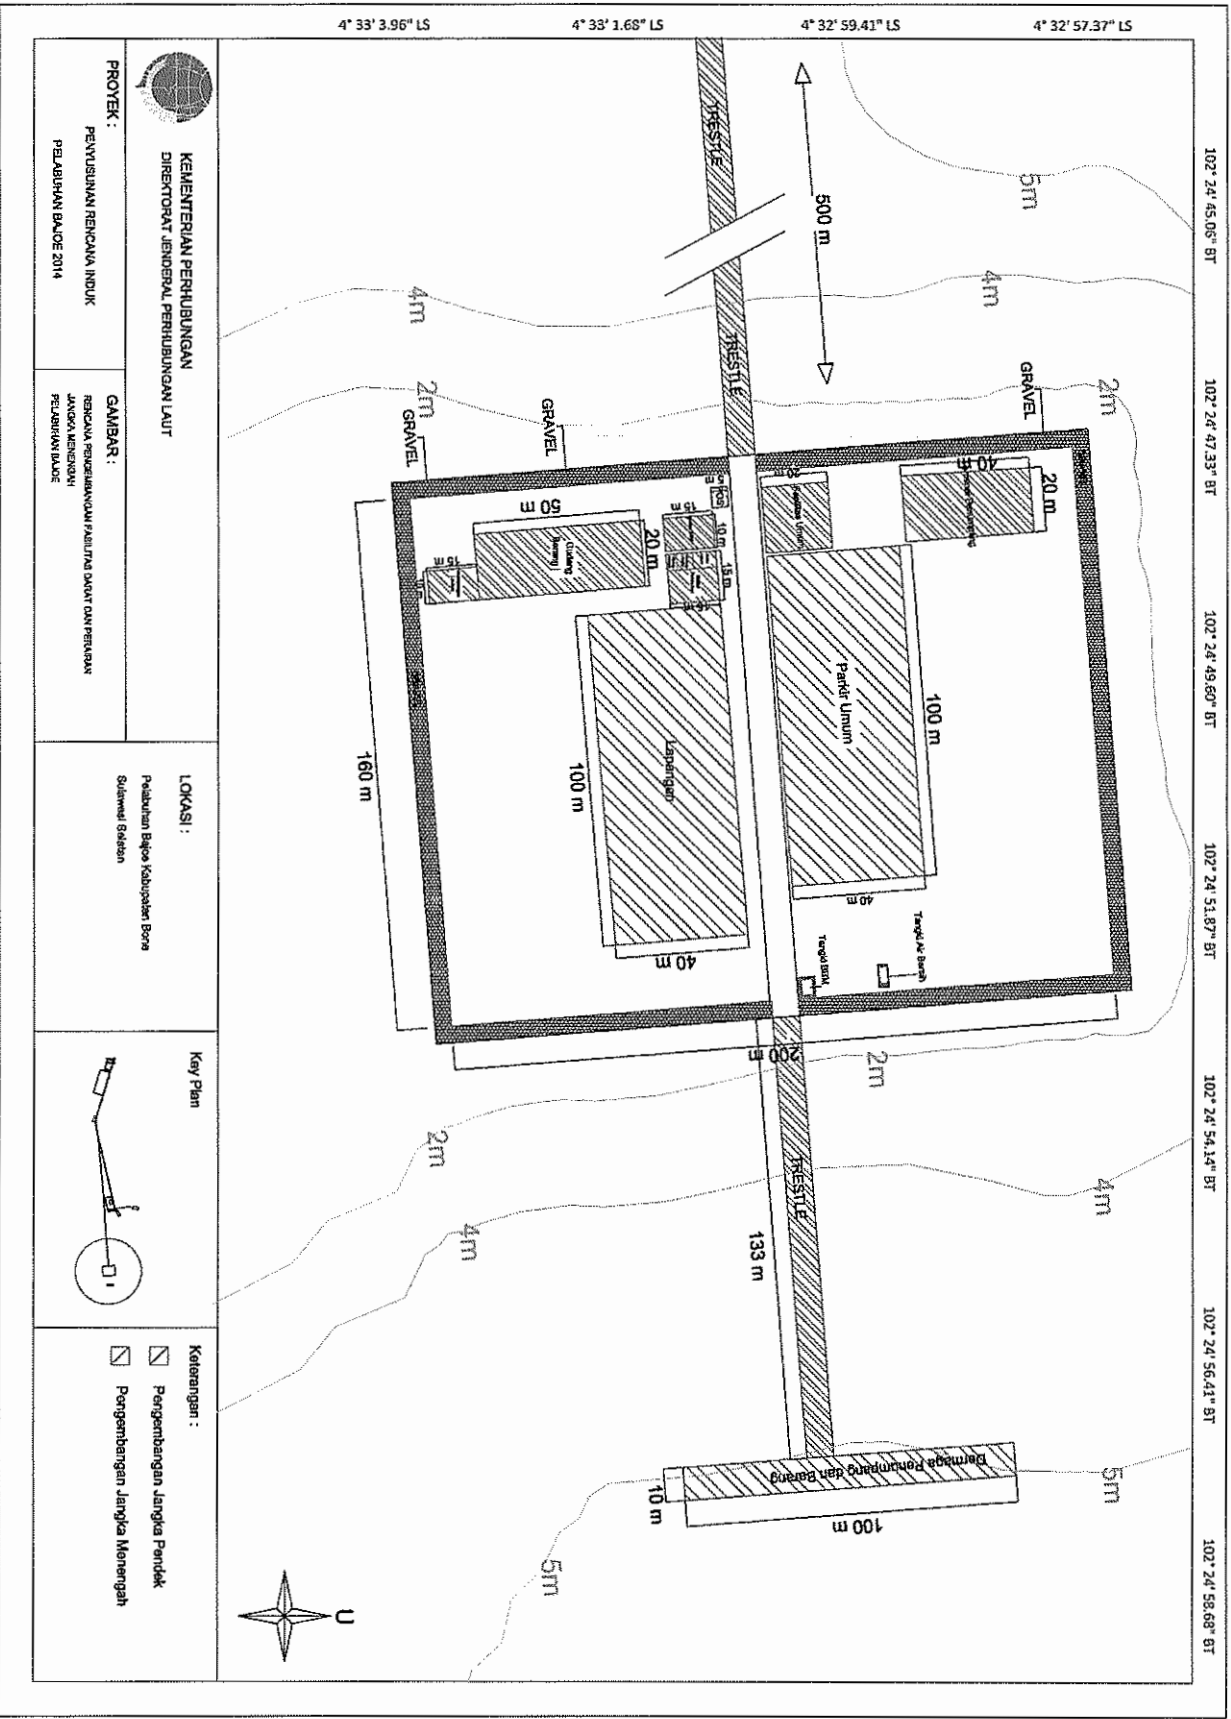 102° 24' 45.06" BT
102° 24' 47.33" BT
102° 24' 49.60" BT
102° 24' 51.87" BT
102° 24' 54.14" BT
102° 24' 56.41" BT
102° 24' 58.68" BT
4° 32' 57.37" LS
4° 32' 59.41" LS
4° 33' 1.68" LS
4° 33' 3.96" LS
5m
4m
2m
2m
4m
5m
500 m
TRESTLE
TRESTLE
GRAVEL
20 m
40 m
Fasilitas Umum
20 m
100 m
Parkir Umum
40 m
Tangki Air Bersih
Tangki BBM
TRESTLE
2m
Dermaga Penumpang dan Barang
100 m
10 m
133 m
200 m
POS
5 m
10 m
15 m
15 m
GRAVEL
20 m
50 m
Gudang
Barang
15 m
Lapangan
100 m
40 m
4m
2m
GRAVEL
160 m
2m
4m
5m
U
KEMENTERIAN PERHUBUNGAN
DIREKTORAT JENDERAL PERHUBUNGAN LAUT
PROYEK :
PENYUSUNAN RENCANA INDUK
PELABUHAN BAJOE 2014
GAMBAR :
RENCANA PENGEMBANGAN FASILITAS DARAT DAN PERAIRAN
JANGKA MENENGAH
PELABUHAN BAJOE
LOKASI :
Pelabuhan Bajoe Kabupaten Bone
Sulawesi Selatan
Key Plan
Keterangan :
Pengembangan Jangka Pendek
Pengembangan Jangka Menengah